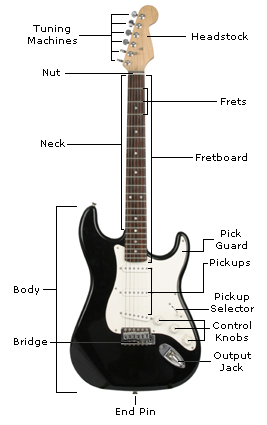 Tuning
Machines
Headstock
Nut
Frets
Neck
Fretboard
Pick
Guard
Pickups
Body
Pickup
Selector
Control
Knobs
Bridge
Output
Jack
End Pin